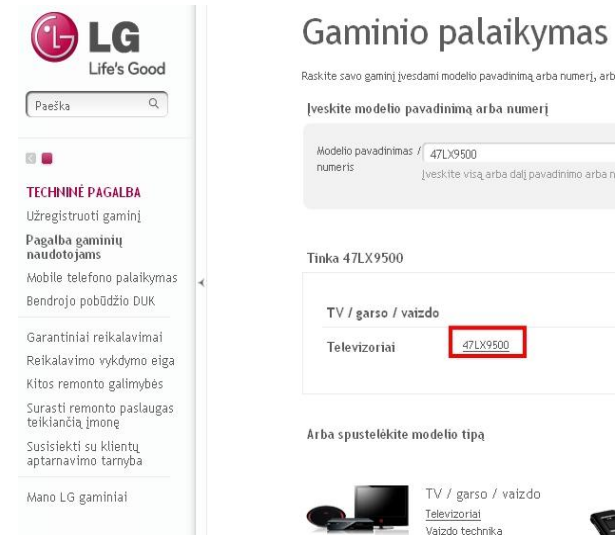 LG
Life's Good
Paeška
TECHNINĖ PAGALBA
Užregistruoti gaminį
Pagalba gaminių
naudotojams
Mobile telefono palaikymas
Bendrojo pobūdžio DUK
Garantiniai reikalavimai
Reikalavimo vykdymo eiga
Kitos remonto galimybės
Surasti remonto paslaugas
teikiančią įmonę
Susisiekti su klientų
aptarnavimo tarnyba
Mano LG gaminiai
Gaminio palaikymas
Raskite savo gaminį įvesdami modelio pavadinimą arba numerį, arb
Įveskite modelio pavadinimą arba numerį
Modelio pavadinimas /
numeris
47LX9500
Įveskite visą arba dalį pavadinimo arba n
Tinka 47LX9500
TV / garso / vaizdo
Televizoriai 47LX9500
Arba spustelėkite modelio tipą
TV / garso / vaizdo
Televizoriai
Vaizdo technika